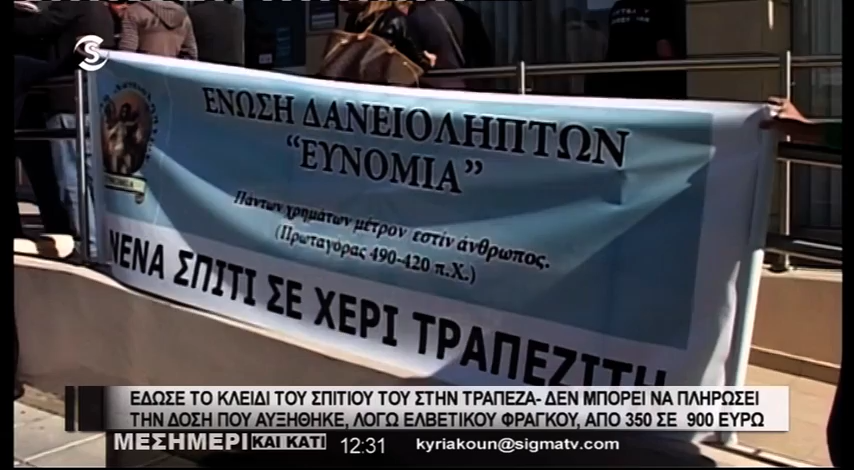 S
ΕΝΩΣΗ ΔΑΝΕΙΟΛΗΠΤΩΝ
“ΕΥΝΟΜΙΑ”
Πάντων χρημάτων μέτρον εστίν άνθρωπος.
(Πρωταγόρας 490-420 π.Χ.)
ΝΕΝΑ ΣΠΙΤΙ ΣΕ ΧΕΡΙ ΤΡΑΠΕΖΙΤΗ
ΕΔΩΣΕ ΤΟ ΚΛΕΙΔΙ ΤΟΥ ΣΠΙΤΙΟΥ ΤΟΥ ΣΤΗΝ ΤΡΑΠΕΖΑ- ΔΕΝ ΜΠΟΡΕΙ ΝΑ ΠΛΗΡΩΣΕΙ
ΤΗΝ ΔΟΣΗ ΠΟΥ ΑΥΞΗΘΗΚΕ, ΛΟΓΩ ΕΛΒΕΤΙΚΟΥ ΦΡΑΓΚΟΥ, ΑΠΟ 350 ΣΕ 900 ΕΥΡΩ
ΜΕΣΗΜΕΡΙ ΚΑΙ ΚΑΤΙ 12:31 kyriakoun@sigmatv.com